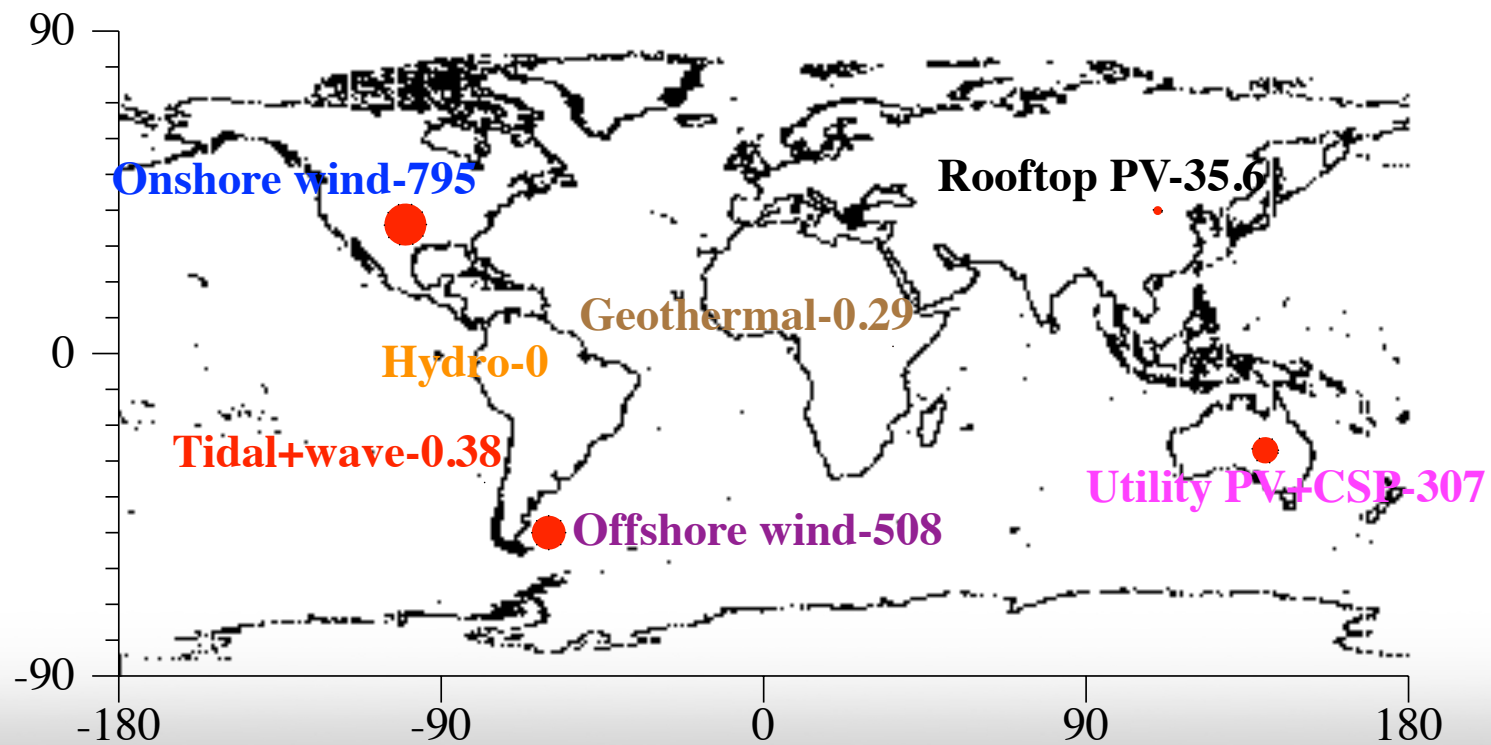 90
Onshore wind-795
Rooftop PV-35.6
Geothermal-0.29
0
Hydro-0
Tidal+wave-0.38
Utility PV+CSP-307
Offshore wind-508
-90
-180
-90
0
90
180